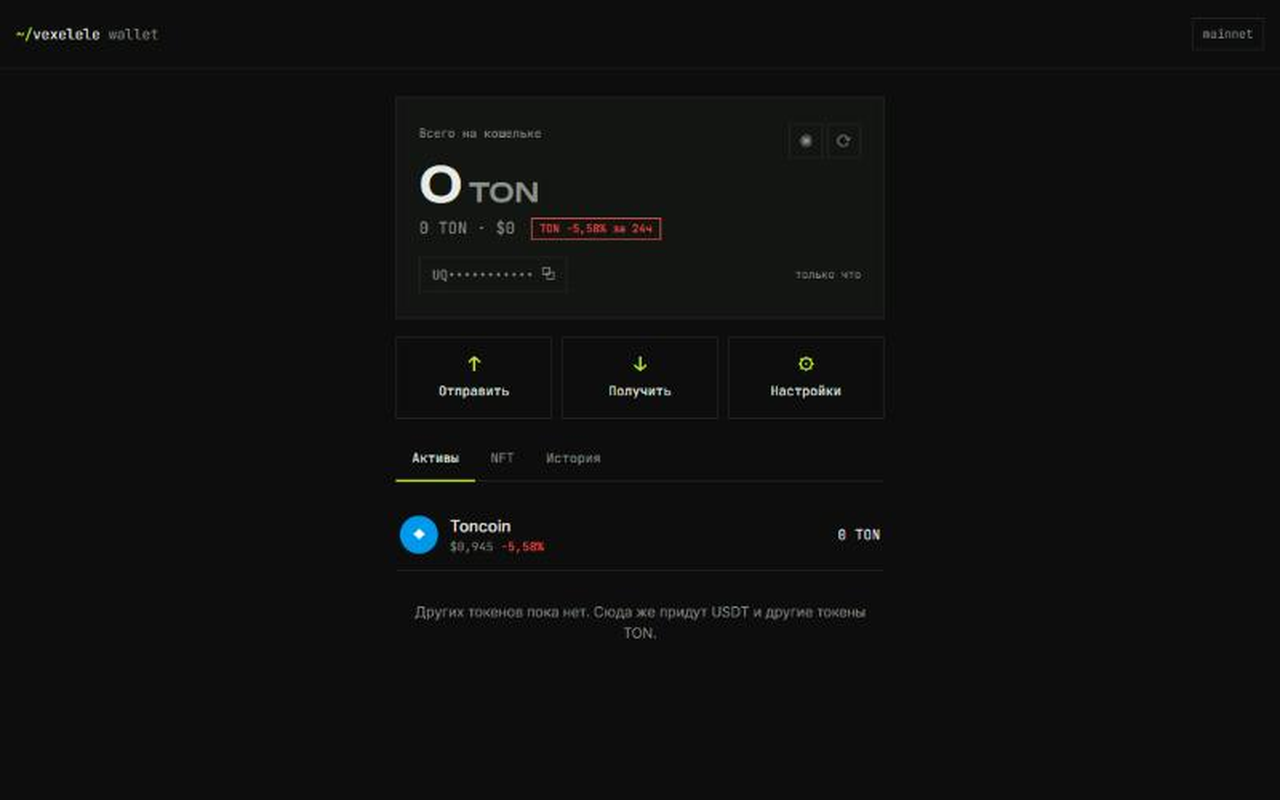 ~/vexelele wallet
mainnet
Всего на кошельке
0 TON
0 TON · $0
TON -5,58% за 24ч
UQ•••••••••••
только что
Отправить
Получить
Настройки
Активы
NFT
История
Toncoin
$0,945 -5,58%
0 TON
Других токенов пока нет. Сюда же придут USDT и другие токены
TON.